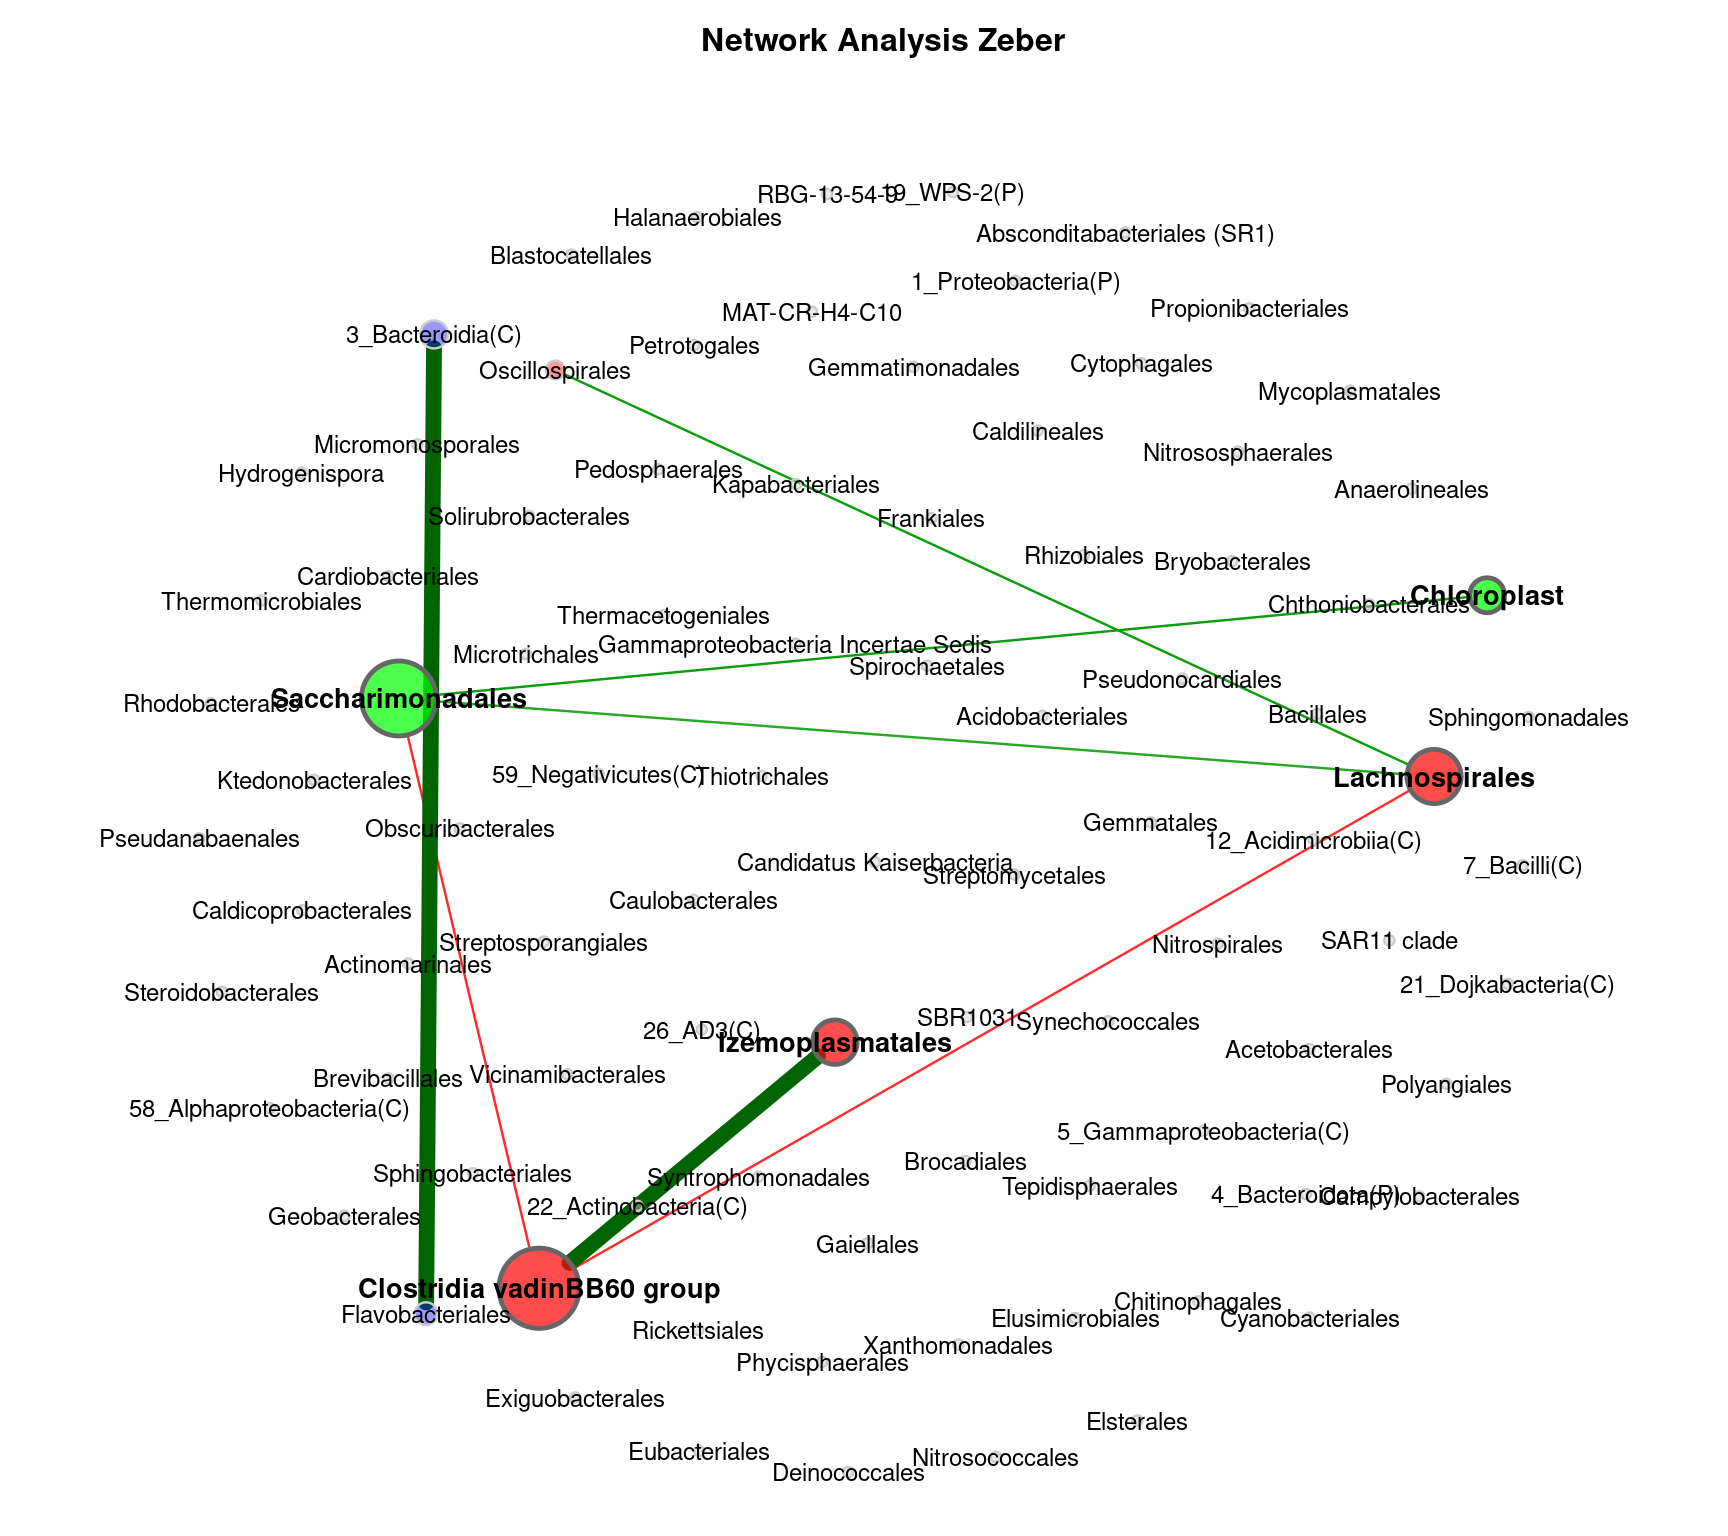 Network Analysis Zeber
RBG-13-54-9
19_WPS-2(P)
Halanaerobiales
Absconditabacteriales (SR1)
Blastocatellales
1_Proteobacteria(P)
Propionibacteriales
MAT-CR-H4-C10
3_Bacteroidia(C)
Petrotogales
Oscillospirales
Gemmatimonadales
Cytophagales
Mycoplasmatales
Caldilineales
Micromonosporales
Nitrososphaerales
Hydrogenispora
Pedosphaerales
Kapabacteriales
Anaerolineales
Solirubrobacterales
Frankiales
Rhizobiales
Bryobacterales
Cardiobacteriales
Thermomicrobiales
Chloroplast
Chthoniobacterales
Thermacetogeniales
Gammaproteobacteria Incertae Sedis
Microtrichales
Spirochaetales
Pseudonocardiales
Saccharimonadales
Rhodobacterales
Acidobacteriales
Bacillales
Sphingomonadales
Ktedonobacterales
59_Negativicutes(C)
Thiotrichales
Lachnospirales
Obscuribacterales
Gemmatales
Pseudanabaenales
12_Acidimicrobiia(C)
Candidatus Kaiserbacteria
Streptomycetales
7_Bacilli(C)
Caulobacterales
Caldicoprobacterales
Streptosporangiales
Nitrospirales
SAR11 clade
Actinomarinales
Steroidobacterales
21_Dojkabacteria(C)
26_AD3(C)
SBR1031
Synechococcales
Izemoplasmatales
Acetobacterales
Brevibacillales
Vicinamibacterales
Polyangiales
58_Alphaproteobacteria(C)
5_Gammaproteobacteria(C)
Brocadiales
Sphingobacteriales
Syntrophomonadales
Tepidisphaerales
4_Bacteroidota(P)
Campylobacterales
22_Actinobacteria(C)
Geobacterales
Gaiellales
Clostridia vadinBB60 group
Flavobacteriales
Chitinophagales
Elusimicrobiales
Cyanobacteriales
Rickettsiales
Xanthomonadales
Phycisphaerales
Exiguobacterales
Elsterales
Eubacteriales
Nitrosococcales
Deinococcales